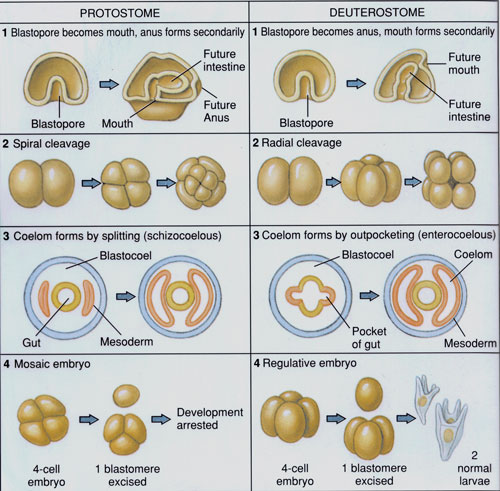 PROTOSTOME
DEUTEROSTOME
1 Blastopore becomes mouth, anus forms secondarily
Future
intestine
Future
Anus
Blastopore
Mouth
1 Blastopore becomes anus, mouth forms secondarily
Future
mouth
Future
intestine
Blastopore
2 Spiral cleavage
2 Radial cleavage
3 Coelom forms by splitting (schizocoelous)
Blastocoel
Gut
Mesoderm
3 Coelom forms by outpocketing (enterocoelous)
Blastocoel
Coelom
Pocket
of gut
Mesoderm
4 Mosaic embryo
Development
arrested
4-cell
embryo
1 blastomere
excised
4 Regulative embryo
4-cell
embryo
1 blastomere
excised
2
normal
larvae